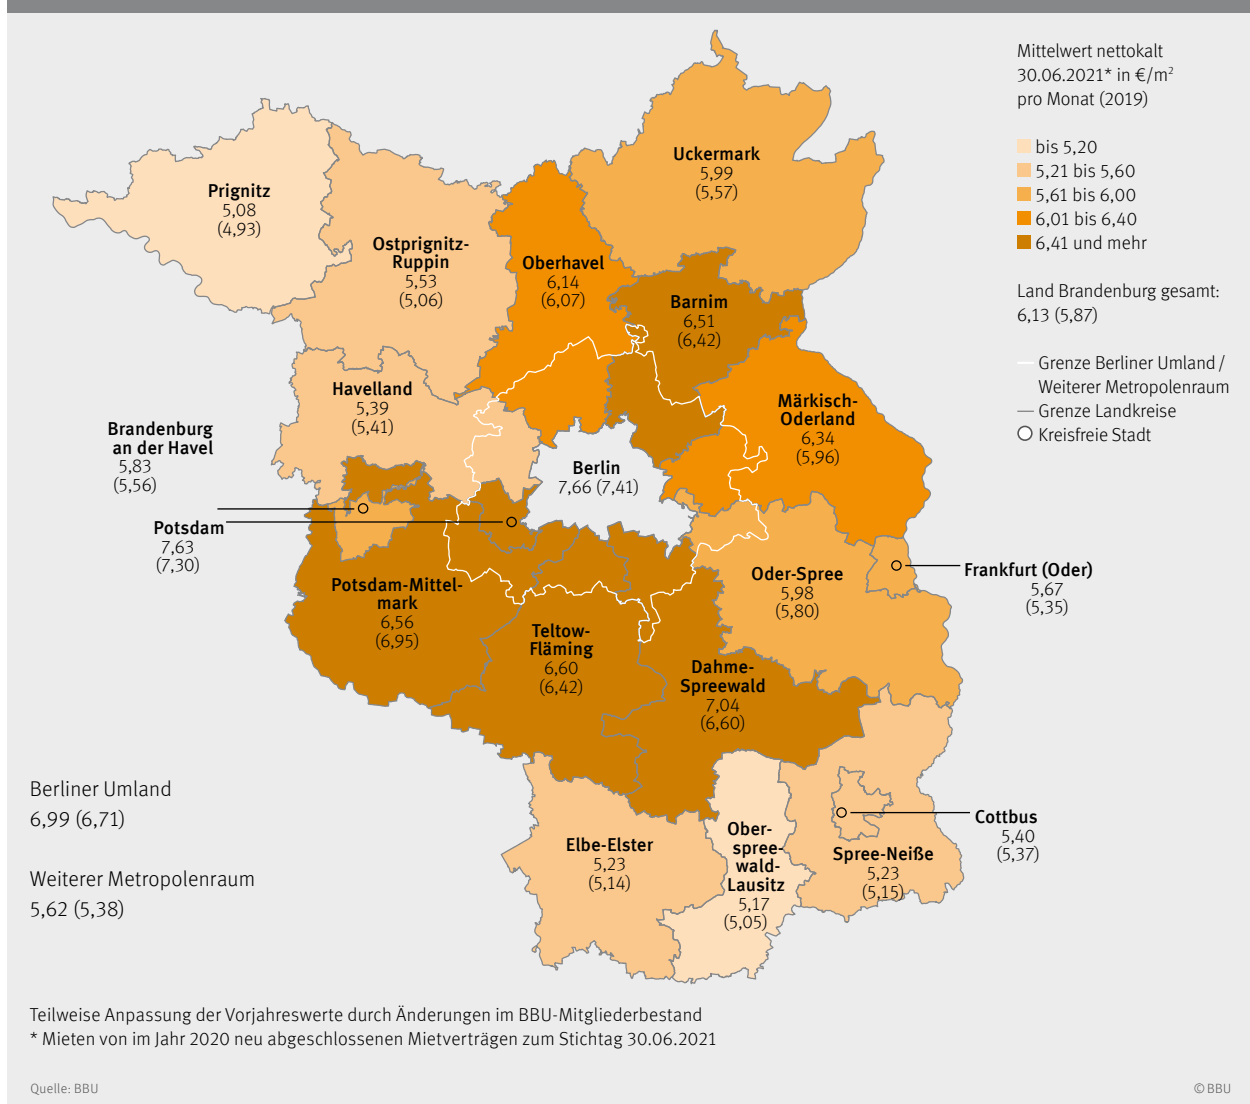 Mittelwert nettokalt
30.06.2021* in €/m²
pro Monat (2019)
bis 5,20
5,21 bis 5,60
5,61 bis 6,00
6,01 bis 6,40
6,41 und mehr
Land Brandenburg gesamt:
6,13 (5,87)
Grenze Berliner Umland /
Weiterer Metropolenraum
Grenze Landkreise
Kreisfreie Stadt
Uckermark
5,99
(5,57)
Prignitz
5,08
(4,93)
Ostprignitz-
Ruppin
5,53
(5,06)
Oberhavel
6,14
(6,07)
Barnim
6,51
(6,42)
Havelland
5,39
(5,41)
Märkisch-
Oderland
6,34
(5,96)
Brandenburg
an der Havel
5,83
(5,56)
Berlin
7,66 (7,41)
Potsdam
7,63
(7,30)
Potsdam-Mittel-
mark
6,56
(6,95)
Oder-Spree
5,98
(5,80)
Frankfurt (Oder)
5,67
(5,35)
Teltow-
Fläming
6,60
(6,42)
Dahme-
Spreewald
7,04
(6,60)
Berliner Umland
6,99 (6,71)
Weiterer Metropolenraum
5,62 (5,38)
Elbe-Elster
5,23
(5,14)
Ober-
spree-
wald-
Lausitz
5,17
(5,05)
Spree-Neiße
5,23
(5,15)
Cottbus
5,40
(5,37)
Teilweise Anpassung der Vorjahreswerte durch Änderungen im BBU-Mitgliederbestand
* Mieten von im Jahr 2020 neu abgeschlossenen Mietverträgen zum Stichtag 30.06.2021
Quelle: BBU
© BBU